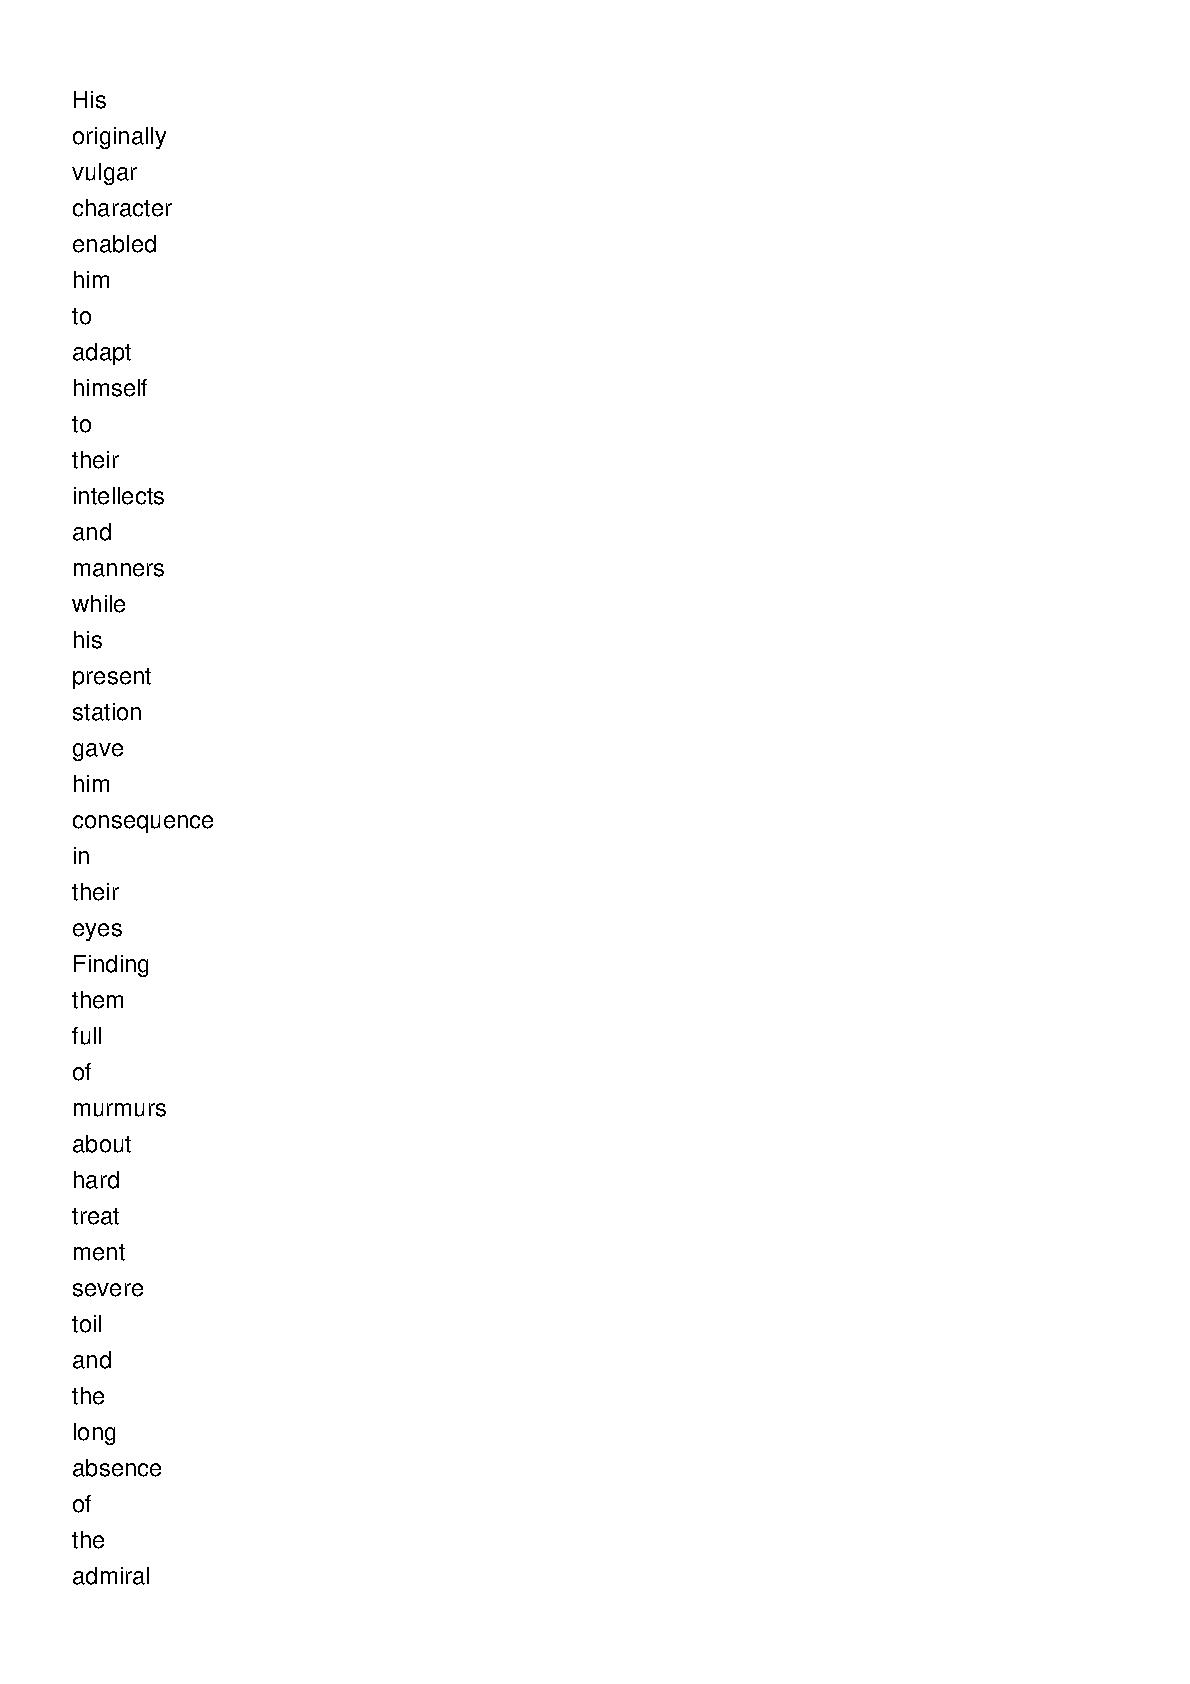 His
originally
vulgar
character
enabled
him
to
adapt
himself
to
their
intellects
and
manners
while
his
present
station
gave
him
consequence
in
their
eyes
Finding
them
full
of
murmurs
about
hard
treat
ment
severe
toil
and
the
long
absence
of
the
admiral